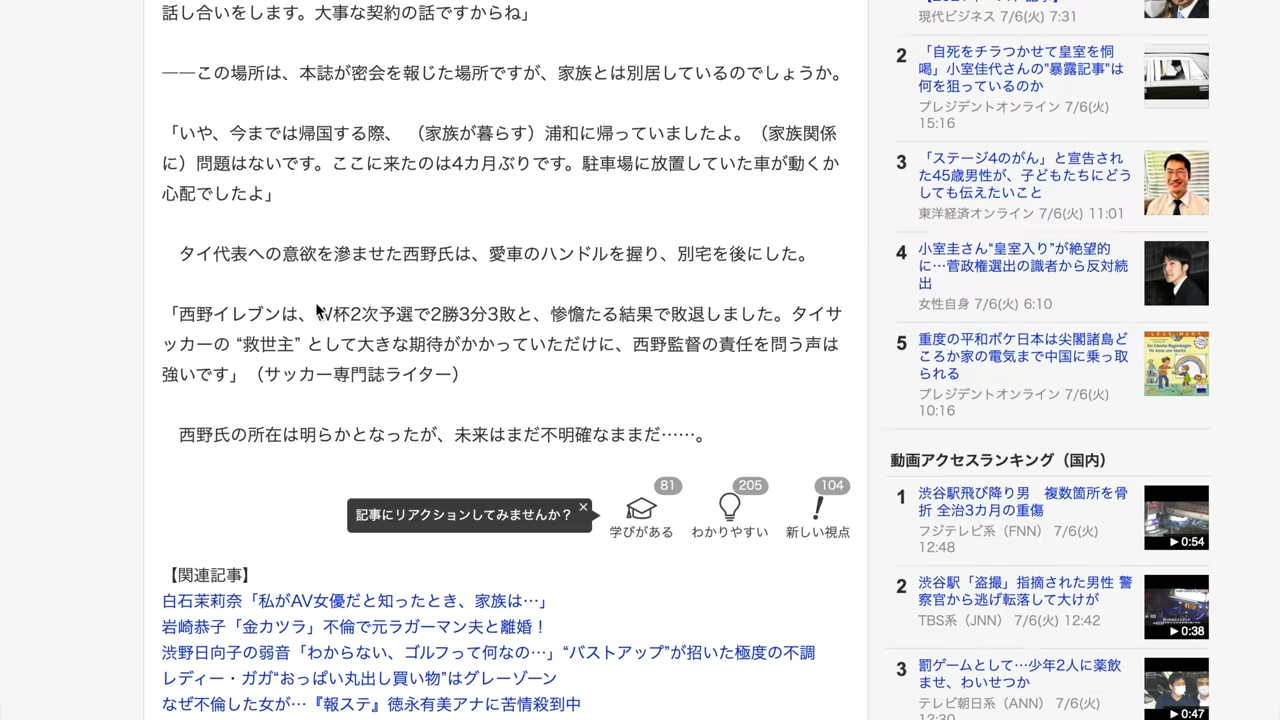 話し合いをします。大事な契約の話ですからね」
――この場所は、本誌が密会を報じた場所ですが、家族とは別居しているのでしょうか。
「いや、今までは帰国する際、（家族が暮らす）浦和に帰っていましたよ。（家族関係
に）問題はないです。ここに来たのは4カ月ぶりです。駐車場に放置していた車が動くか
心配でしたよ」
タイ代表への意欲を滲ませた西野氏は、愛車のハンドルを握り、別宅を後にした。
「西野イレブンは、W杯2次予選で2勝3分3敗と、惨憺たる結果で敗退しました。タイサ
ッカーの “救世主” として大きな期待がかかっていただけに、西野監督の責任を問う声は
強いです」（サッカー専門誌ライター）
西野氏の所在は明らかとなったが、未来はまだ不明確なままだ……。
81
205
104
記事にリアクションしてみませんか？
×
学びがある
わかりやすい
新しい視点
【関連記事】
白石茉莉奈「私がAV女優だと知ったとき、家族は…」
岩崎恭子「金カツラ」不倫で元ラガーマン夫と離婚！
渋野日向子の弱音「わからない、ゴルフって何なの…」“バストアップ”が招いた極度の不調
レディー・ガガ“おっぱい丸出し買い物”はグレーゾーン
なぜ不倫した女が…『報ステ』徳永有美アナに苦情殺到中
現代ビジネス 7/6(火) 7:31
2
「自死をチラつかせて皇室を恫
喝」小室佳代さんの"暴露記事"は
何を狙っているのか
プレジデントオンライン 7/6(火)
15:16
3
「ステージ4のがん」と宣告され
た45歳男性が、子どもたちにどう
しても伝えたいこと
東洋経済オンライン 7/6(火) 11:01
4
小室圭さん“皇室入り”が絶望的
に…菅政権選出の識者から反対続
出
女性自身 7/6(火) 6:10
5
重度の平和ボケ日本は尖閣諸島ど
ころか家の電気まで中国に乗っ取
られる
プレジデントオンライン 7/6(火)
10:16
動画アクセスランキング（国内）
1
渋谷駅飛び降り男　複数箇所を骨
折 全治3カ月の重傷
フジテレビ系（FNN） 7/6(火)
12:48
0:54
2
渋谷駅「盗撮」指摘された男性 警
察官から逃げ転落して大けが
TBS系（JNN） 7/6(火) 12:42
0:38
3
罰ゲームとして…少年2人に薬飲
ませ、わいせつか
テレビ朝日系（ANN） 7/6(火)
12:30
0:47